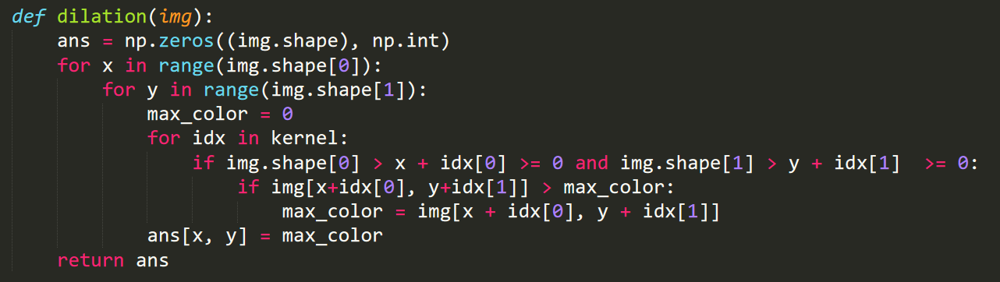 def dilation(img):
    ans = np.zeros((img.shape), np.int)
    for x in range(img.shape[0]):
        for y in range(img.shape[1]):
            max_color = 0
            for idx in kernel:
                if img.shape[0] > x + idx[0] >= 0 and img.shape[1] > y + idx[1]  >= 0:
                    if img[x+idx[0], y+idx[1]] > max_color:
                        max_color = img[x + idx[0], y + idx[1]]
            ans[x, y] = max_color
    return ans